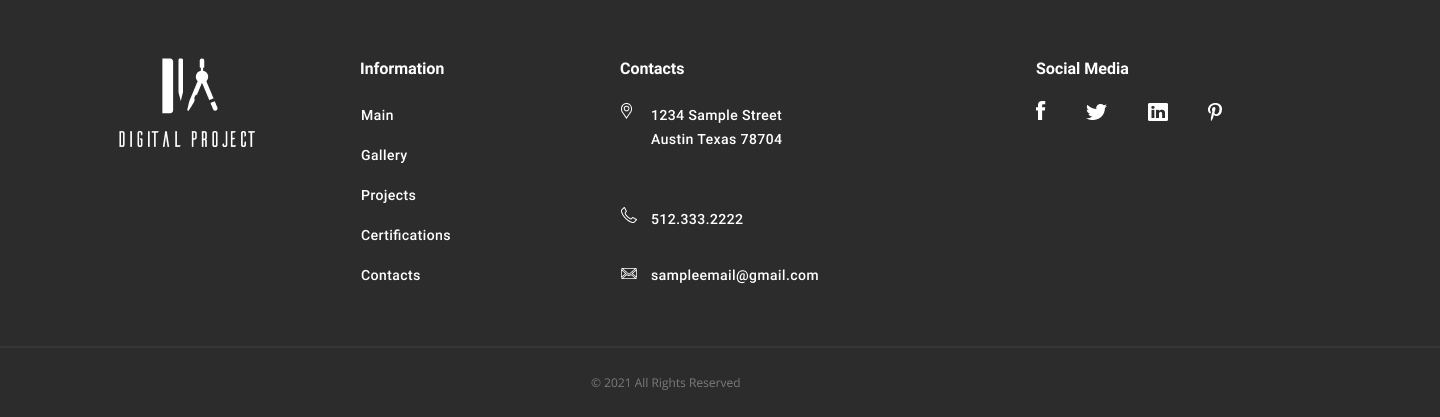 DIGITAL PROJECT
Information
Main
Gallery
Projects
Certifications
Contacts
Contacts
1234 Sample Street
Austin Texas 78704
512.333.2222
sampleemail@gmail.com
Social Media
© 2021 All Rights Reserved